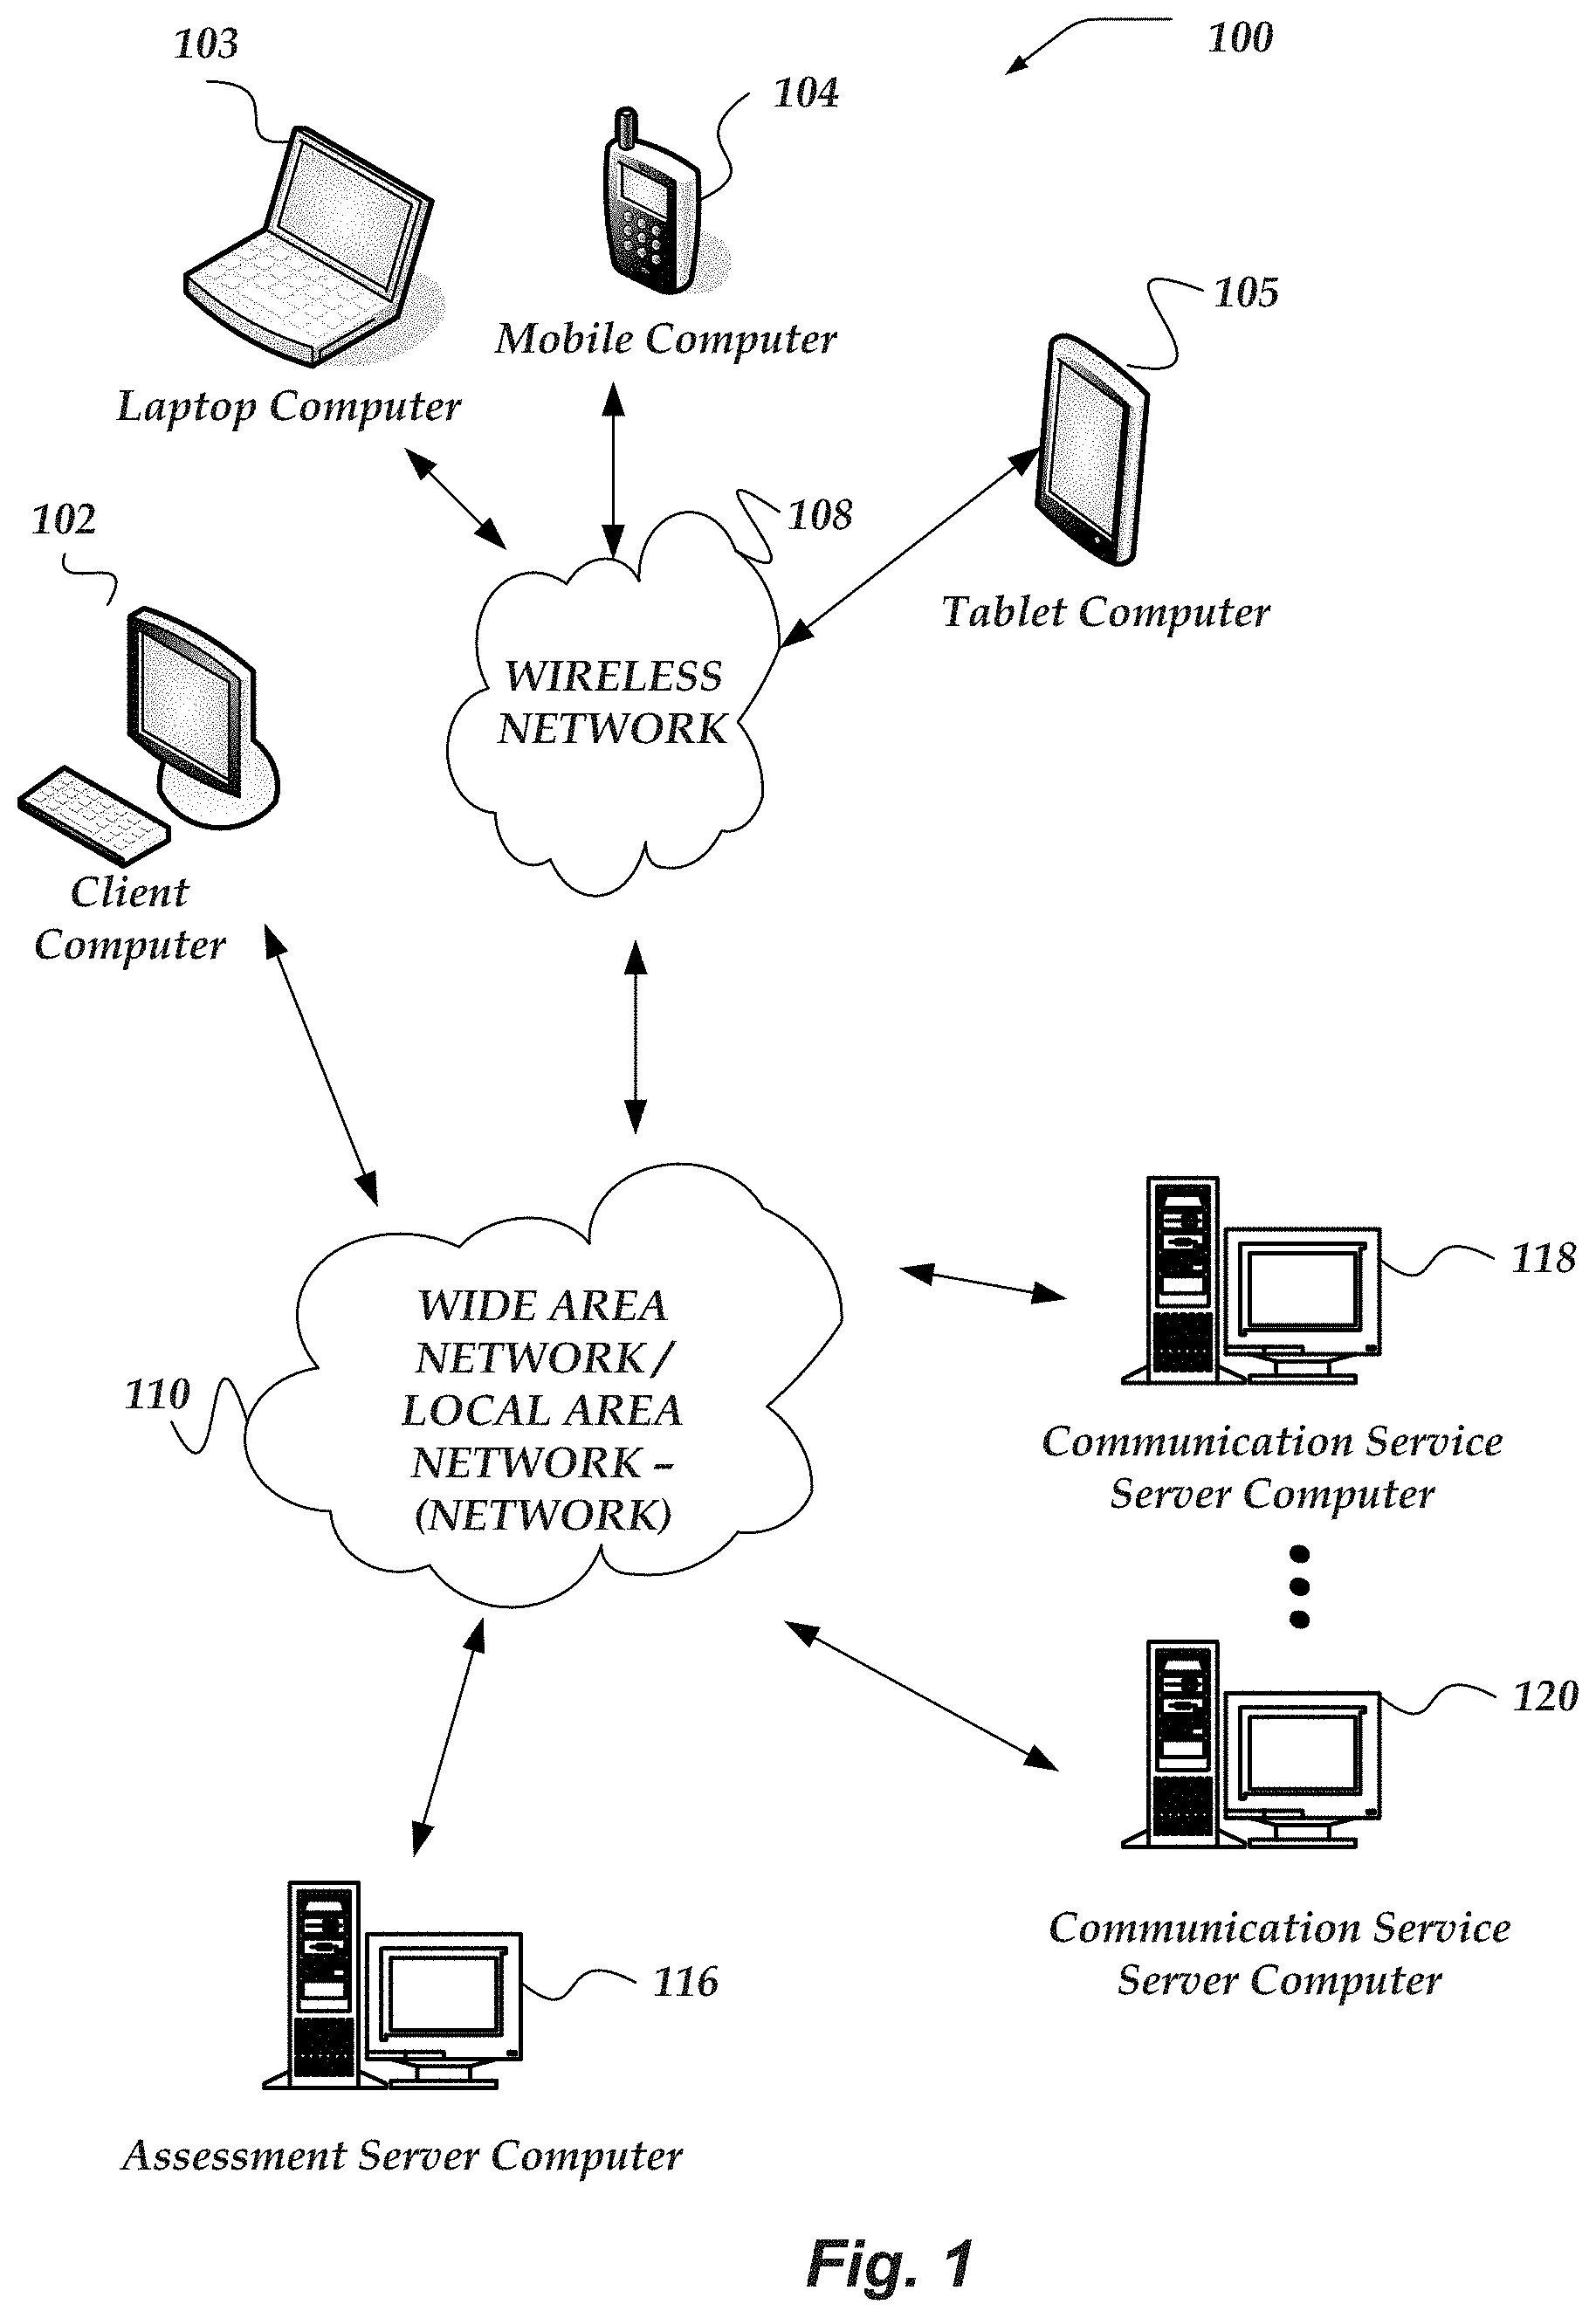 100
103
104
Mobile Computer
105
Laptop Computer
102
108
Tablet Computer
WIRELESS
NETWORK
Client
Computer
WIDE AREA
NETWORK /
LOCAL AREA
NETWORK –
(NETWORK)
110
118
Communication Service
Server Computer
120
Communication Service
Server Computer
116
Assessment Server Computer
Fig. 1